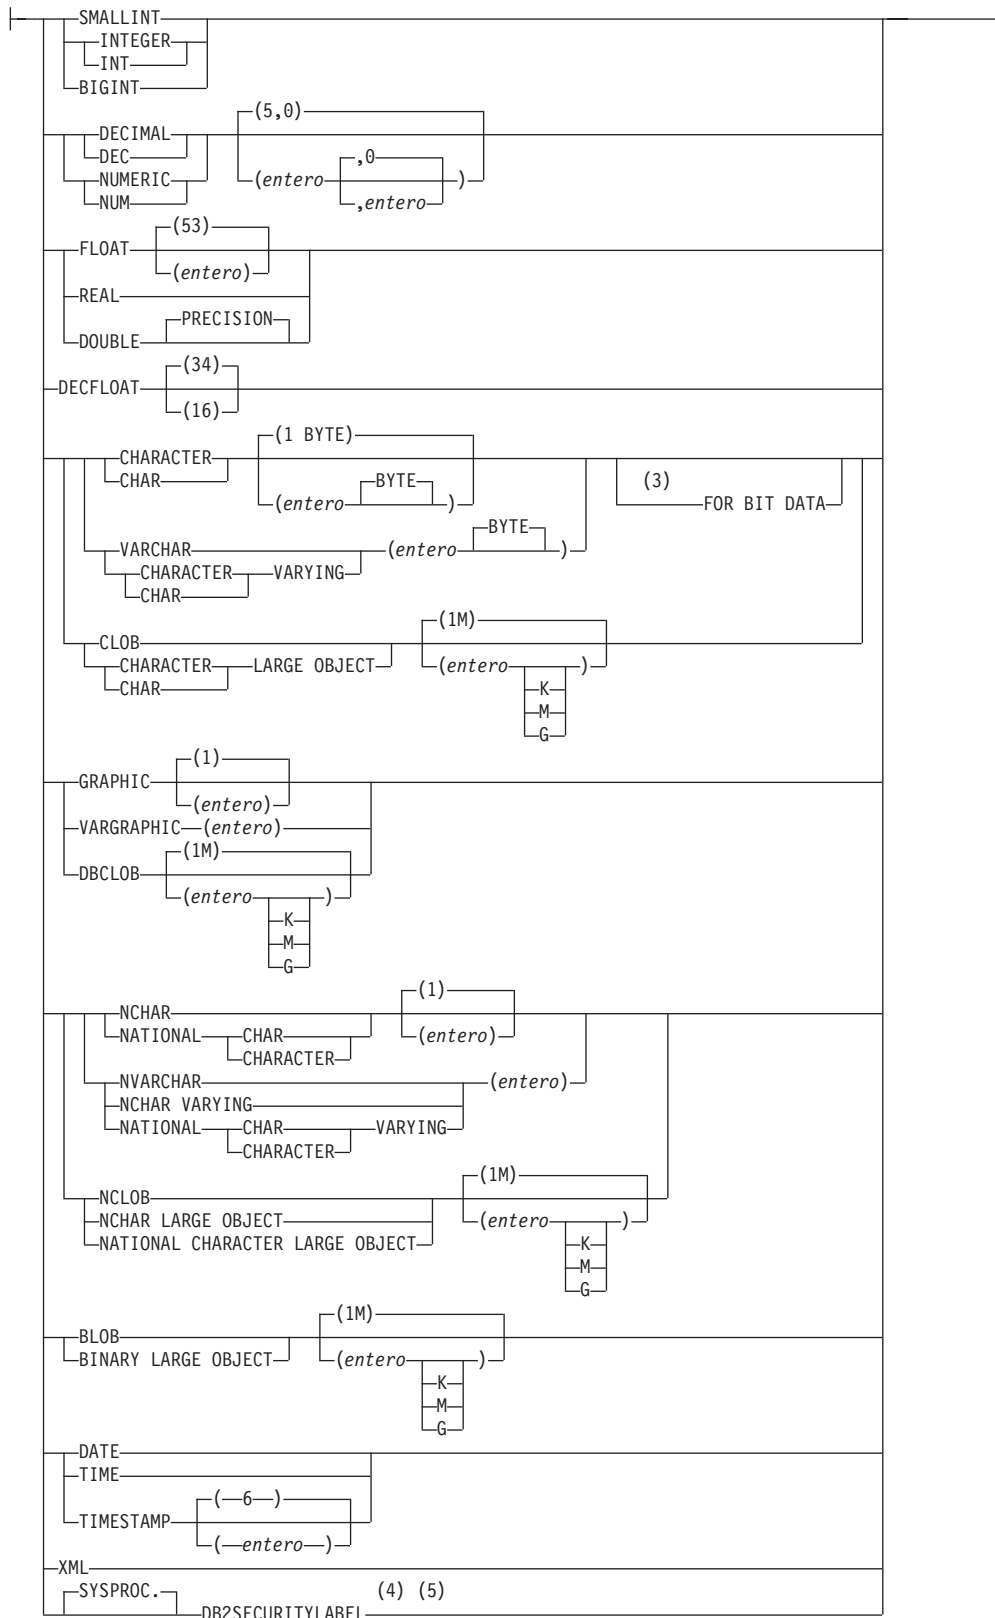 SMALLINT
INTEGER
INT
BIGINT
(5,0)
DECIMAL
DEC
,0
NUMERIC
(entero
)
NUM
,entero
(53)
FLOAT
(entero)
REAL
PRECISION
DOUBLE
(34)
DECFLOAT
(16)
(1 BYTE)
CHARACTER
CHAR
BYTE
(3)
(entero
)
FOR BIT DATA
BYTE
VARCHAR
(entero
)
CHARACTER
VARYING
CHAR
(1M)
CLOB
CHARACTER
LARGE OBJECT
(entero
)
CHAR
K
M
G
(1)
GRAPHIC
(entero)
VARGRAPHIC
(entero)
(1M)
DBCLOB
(entero
)
K
M
G
(1)
NCHAR
NATIONAL
CHAR
(entero)
CHARACTER
NVARCHAR
(entero)
NCHAR VARYING
NATIONAL
CHAR
VARYING
CHARACTER
(1M)
NCLOB
NCHAR LARGE OBJECT
(entero
)
NATIONAL CHARACTER LARGE OBJECT
K
M
G
(1M)
BLOB
BINARY LARGE OBJECT
(entero
)
K
M
G
DATE
TIME
( 6 )
TIMESTAMP
( entero )
XML
SYSPROC.
(4) (5)
DB2SECURITYLABEL